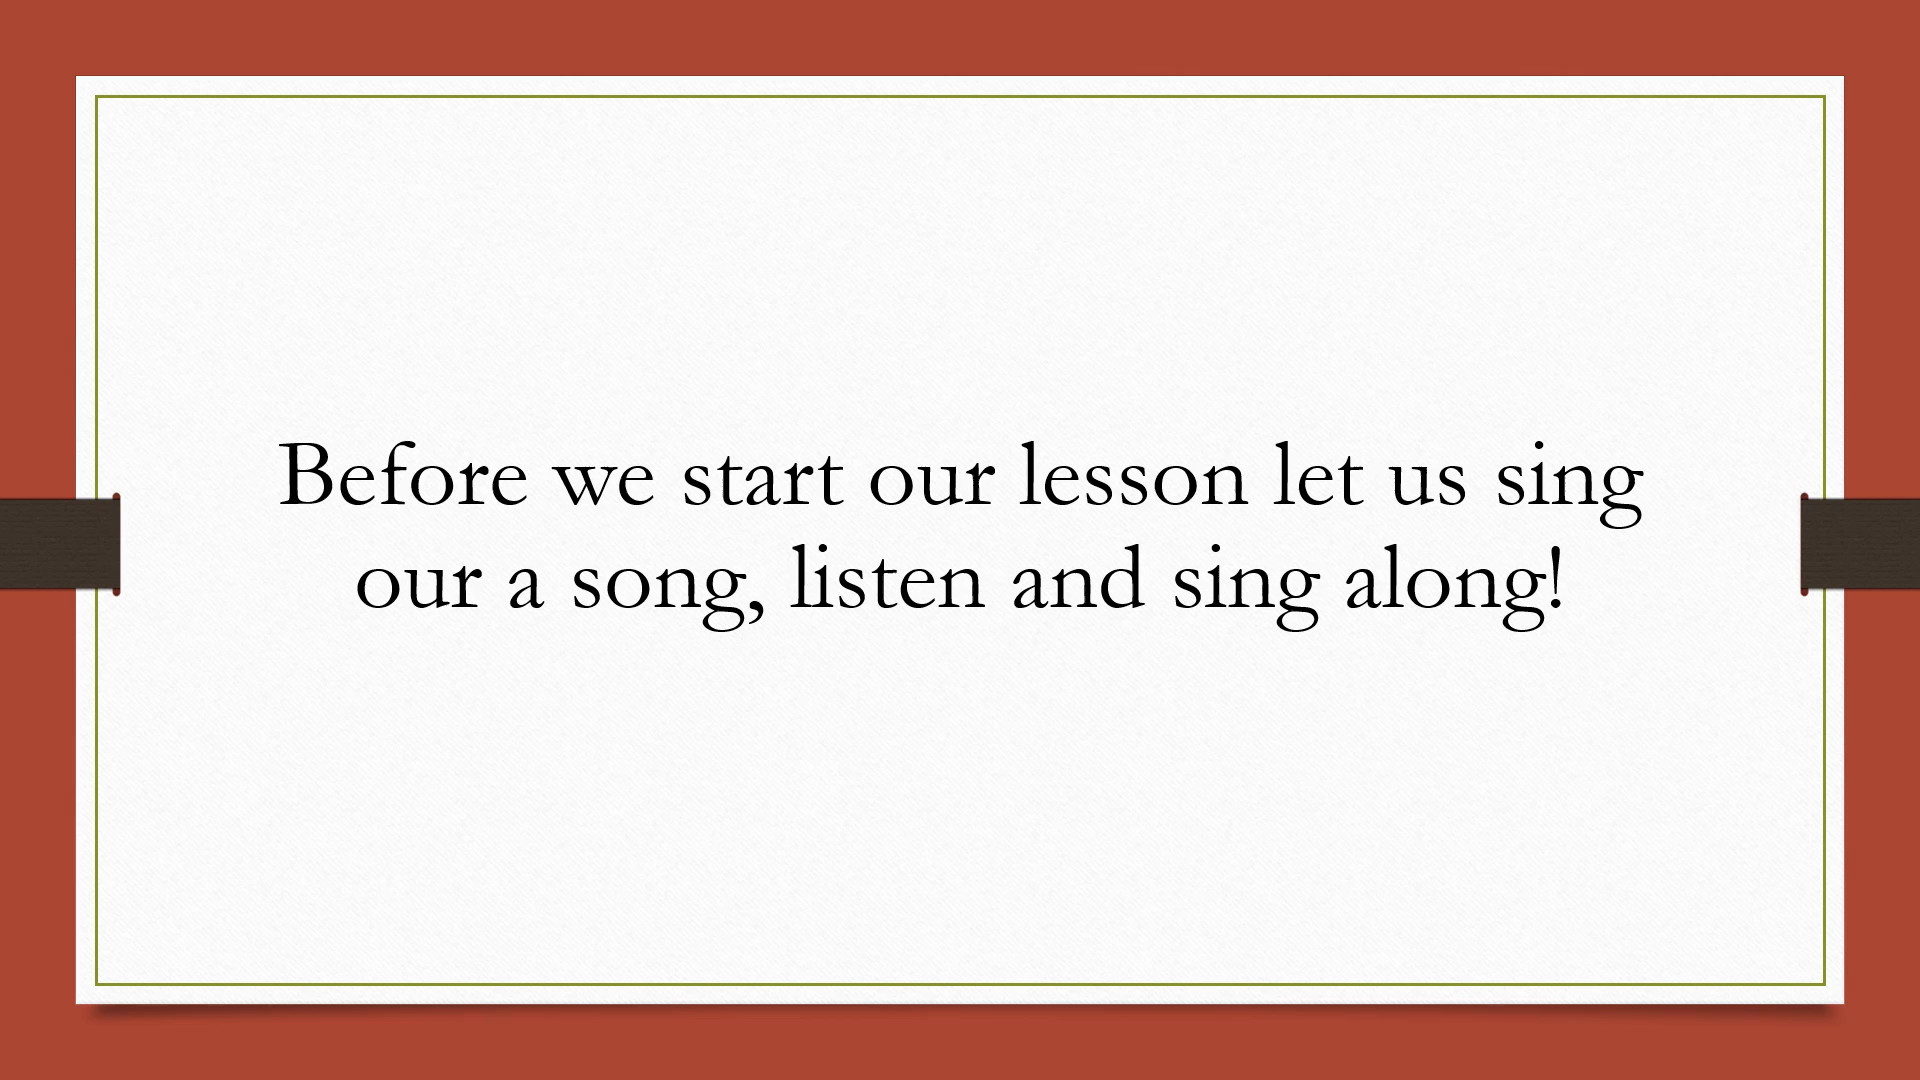 Before we start our lesson let us sing
our a song, listen and sing along!